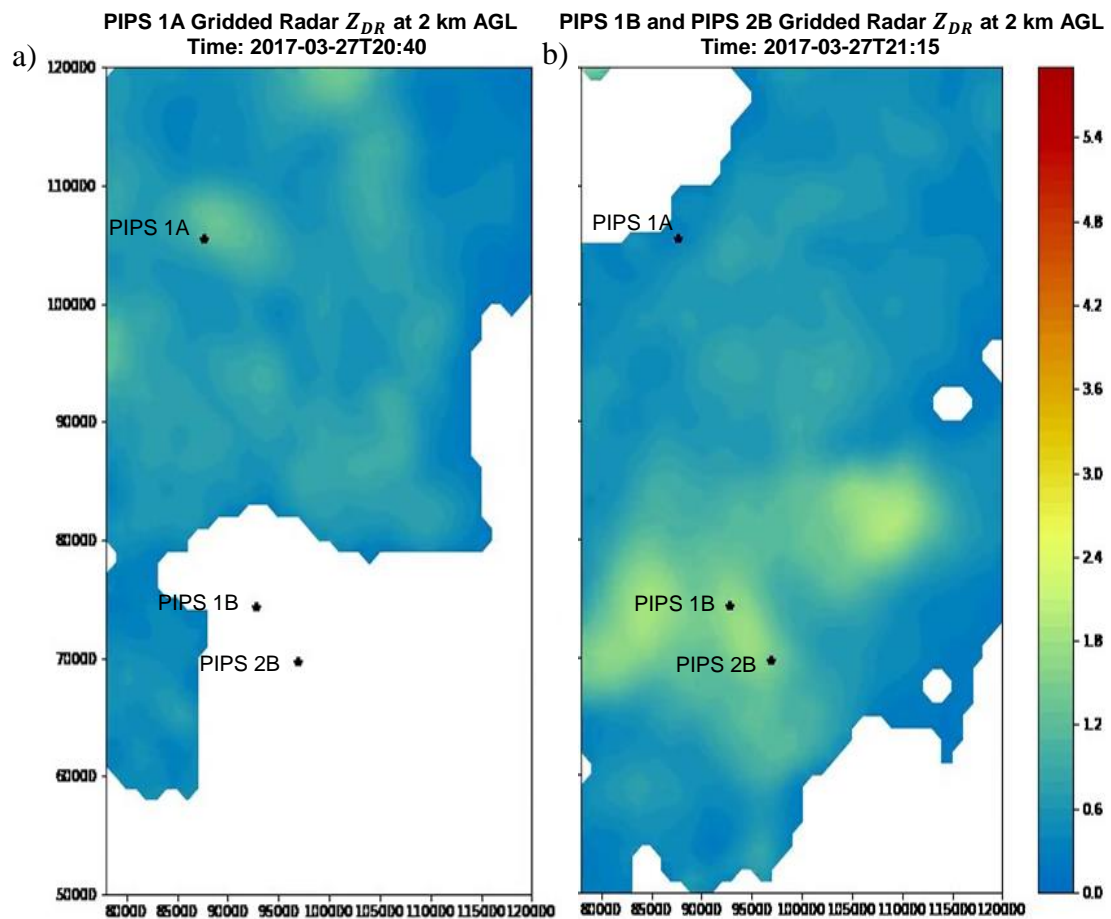 PIPS 1A Gridded Radar Z_DR at 2 km AGL
Time: 2017-03-27T20:40
PIPS 1B and PIPS 2B Gridded Radar Z_DR at 2 km AGL
Time: 2017-03-27T21:15
a)
120000
110000
100000
90000
80000
70000
60000
50000
PIPS 1A
PIPS 1B
PIPS 2B
80000 85000 90000 95000 100000 105000 110000 115000 120000
b)
PIPS 1A
PIPS 1B
PIPS 2B
80000 85000 90000 95000 100000 105000 110000 115000 120000
5.4
4.8
4.2
3.6
3.0
2.4
1.8
1.2
0.6
0.0